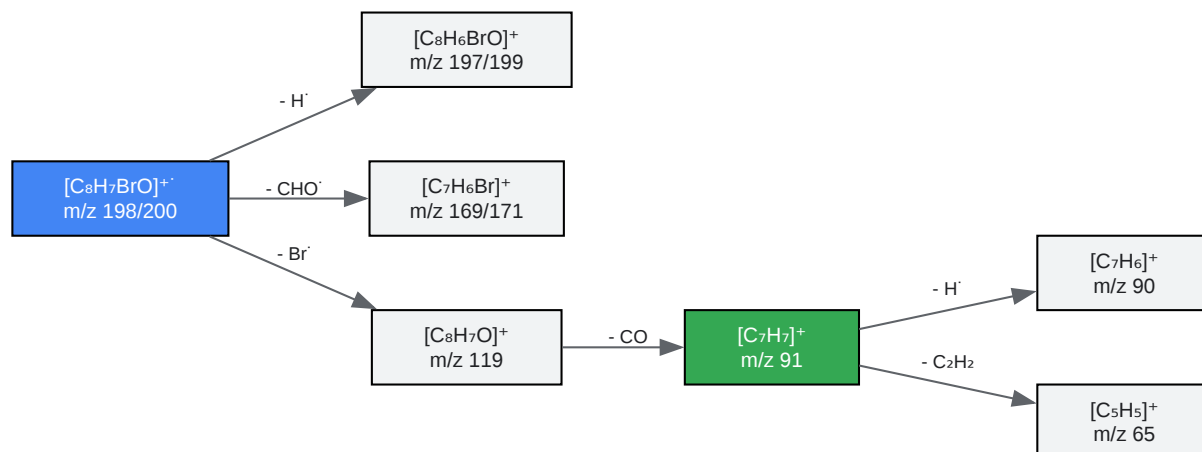 [C₈H₆BrO]⁺
m/z 197/199
- H˙
[C₈H₇BrO]⁺˙
m/z 198/200
- CHO˙
[C₇H₆Br]⁺
m/z 169/171
- Br˙
[C₈H₇O]⁺
m/z 119
- CO
[C₇H₇]⁺
m/z 91
- H˙
[C₇H₆]⁺
m/z 90
- C₂H₂
[C₅H₅]⁺
m/z 65